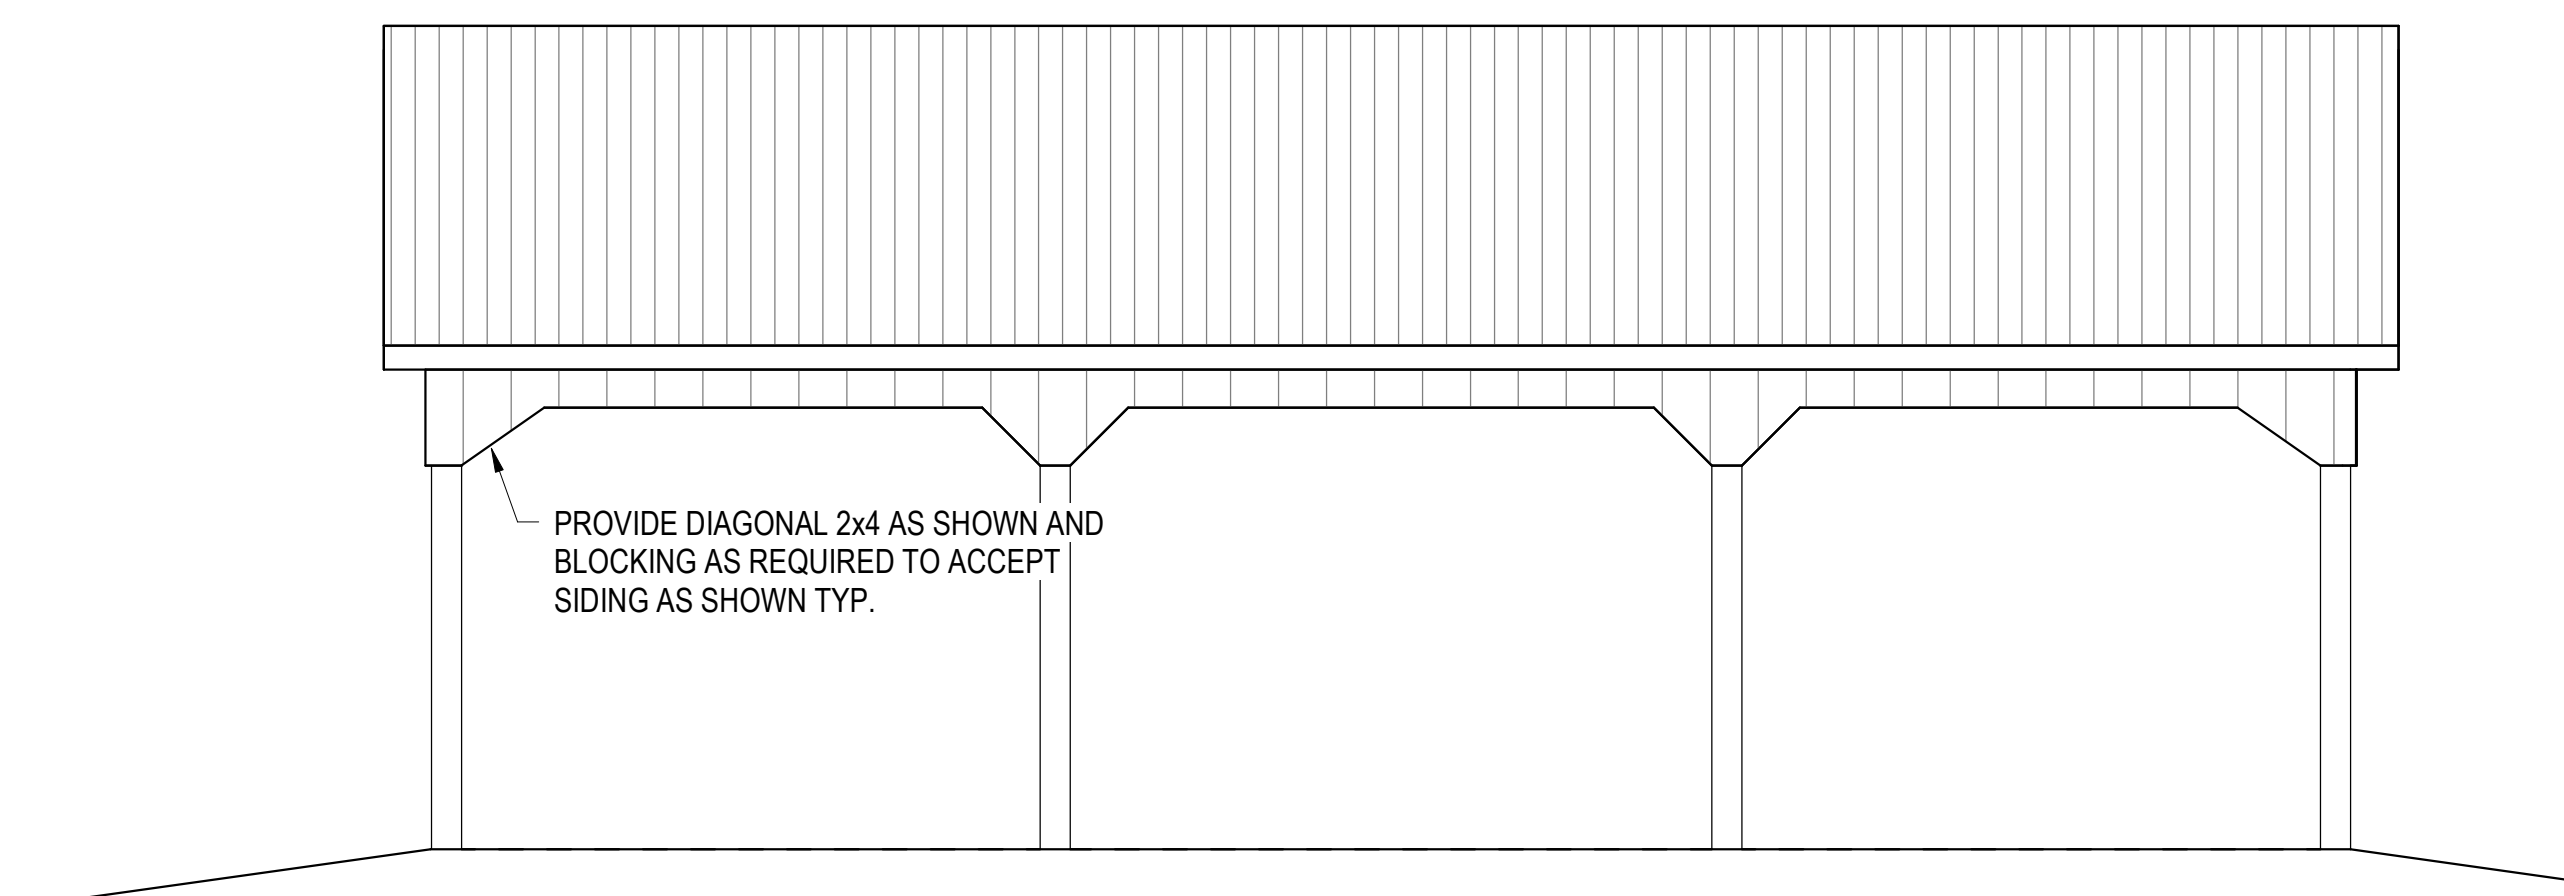 PROVIDE DIAGONAL 2x4 AS SHOWN AND
BLOCKING AS REQUIRED TO ACCEPT
SIDING AS SHOWN TYP.